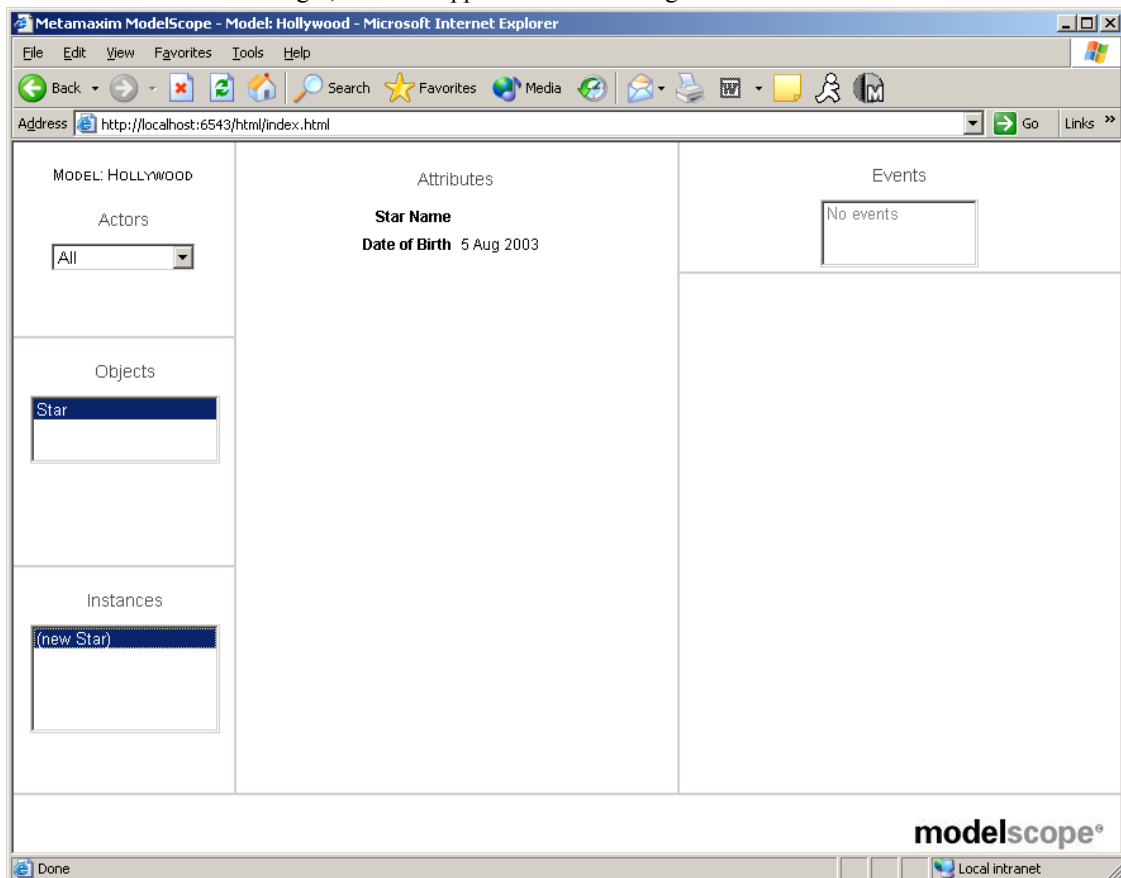 Metamaxim ModelScope - Model: Hollywood - Microsoft Internet Explorer
File Edit View Favorites Tools Help
Back Search Favorites Media
Address http://localhost:6543/html/index.html Go Links »
MODEL: HOLLYWOOD
Actors
All
Objects
Star
Instances
(new Star)
Attributes
Star Name
Date of Birth 5 Aug 2003
Events
No events
modelscope
Done Local intranet